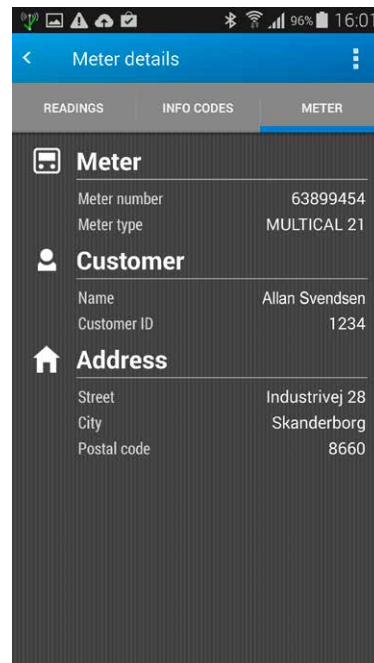 96% 16:01
Meter details
READINGS INFO CODES METER
Meter
Meter number 63899454
Meter type MULTICAL 21
Customer
Name Allan Svendsen
Customer ID 1234
Address
Street Industrivej 28
City Skanderborg
Postal code 8660